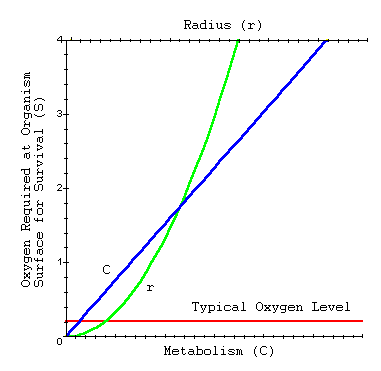 Radius (r)
Oxygen Required at Organism
Surface for Survival (S)
4
3
2
1
0
C
r
Typical Oxygen Level
Metabolism (C)